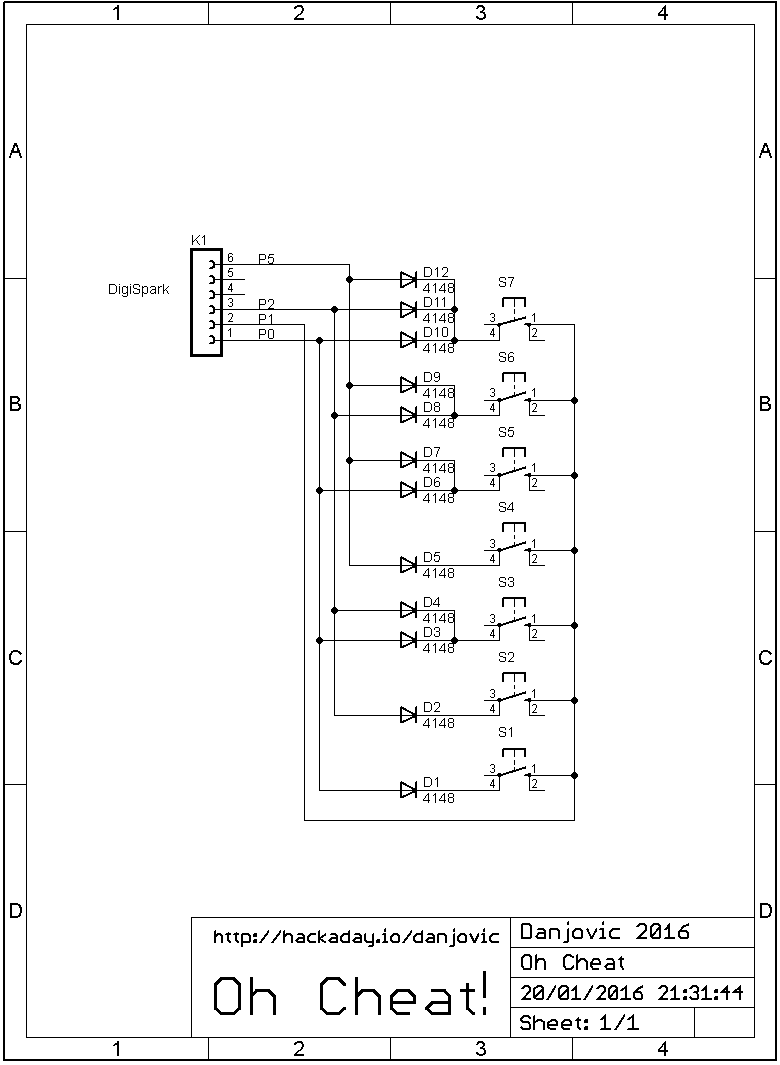 1 2 3 4
A A
K1
6 P5
5
4
3 P2
2 P1
1 P0
DigiSpark
D12
4148
D11
4148
D10
4148
S7
3 1
4 2
B B
D9
4148
D8
4148
S6
3 1
4 2
D7
4148
D6
4148
S5
3 1
4 2
D5
4148
S4
3 1
4 2
C C
D4
4148
D3
4148
S3
3 1
4 2
D2
4148
S2
3 1
4 2
D1
4148
S1
3 1
4 2
D D
http://hackaday.io/danjovic
Oh Cheat!
Danjovic 2016
Oh Cheat
20/01/2016 21:31:44
Sheet: 1/1
1 2 3 4